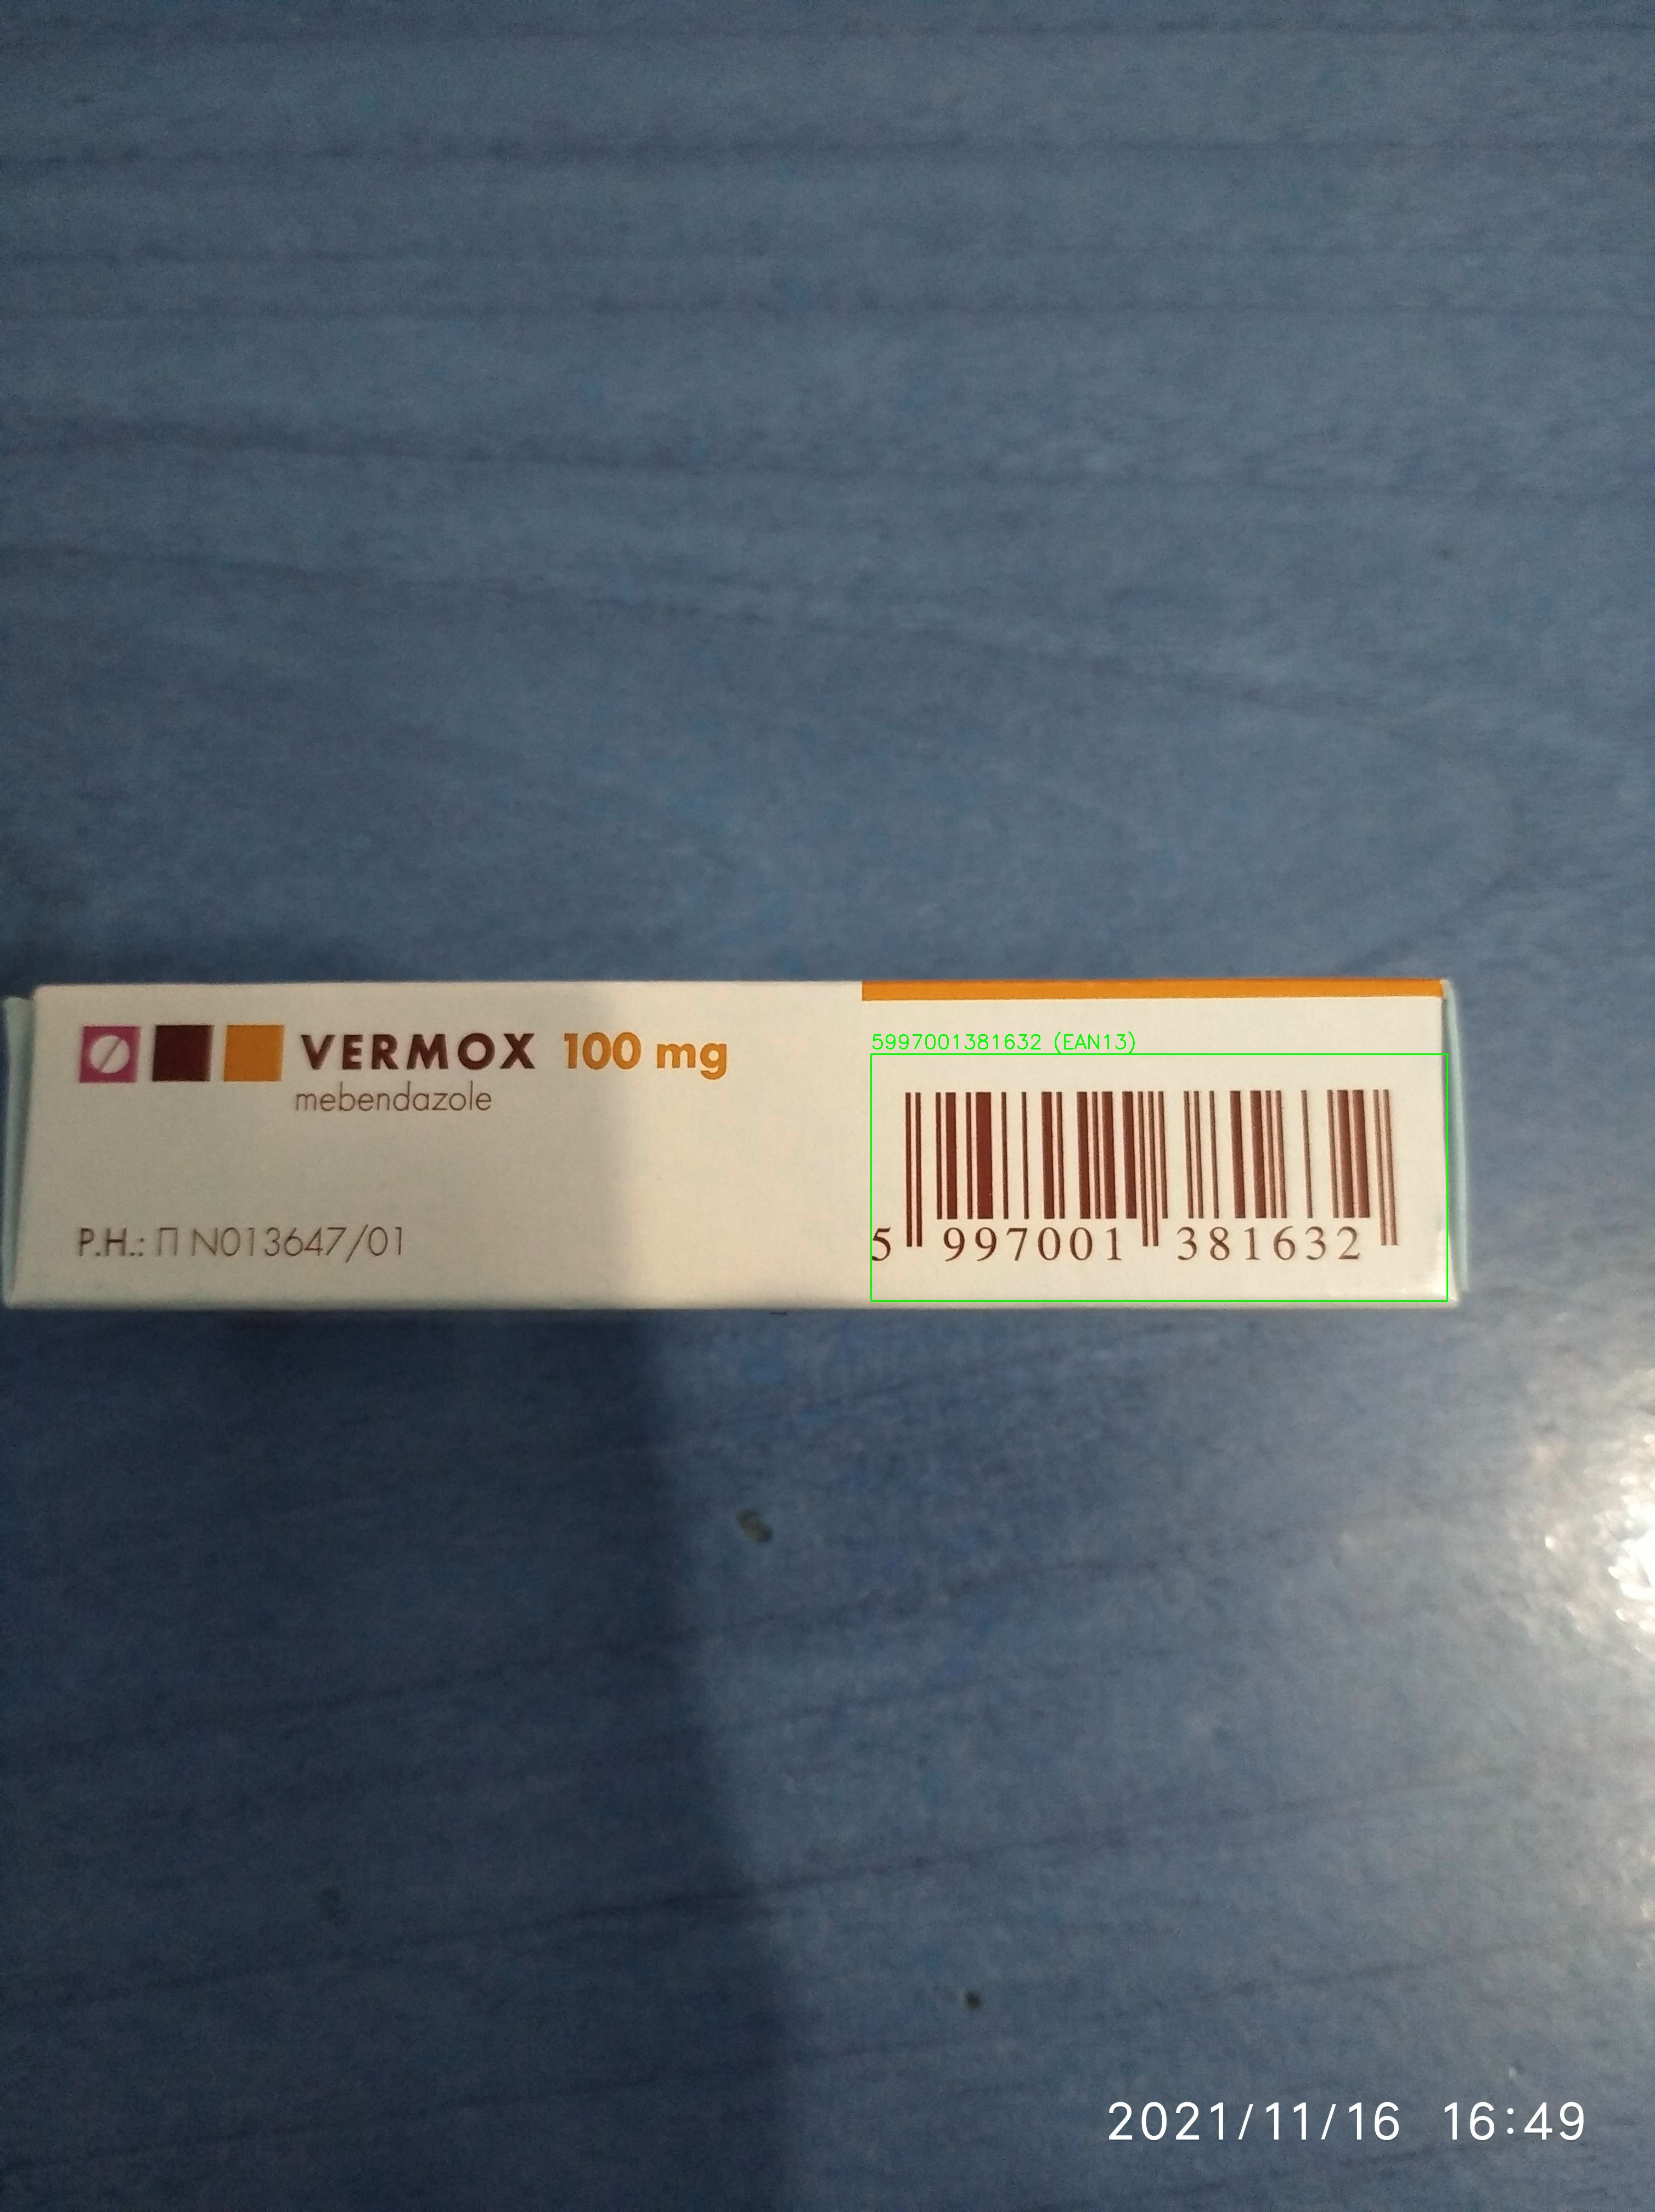 VERMOX 100 mg
mebendazole
Р.Н.: П N013647/01
5997001381632 (EAN13)
5 997001 381632
2021/11/16 16:49